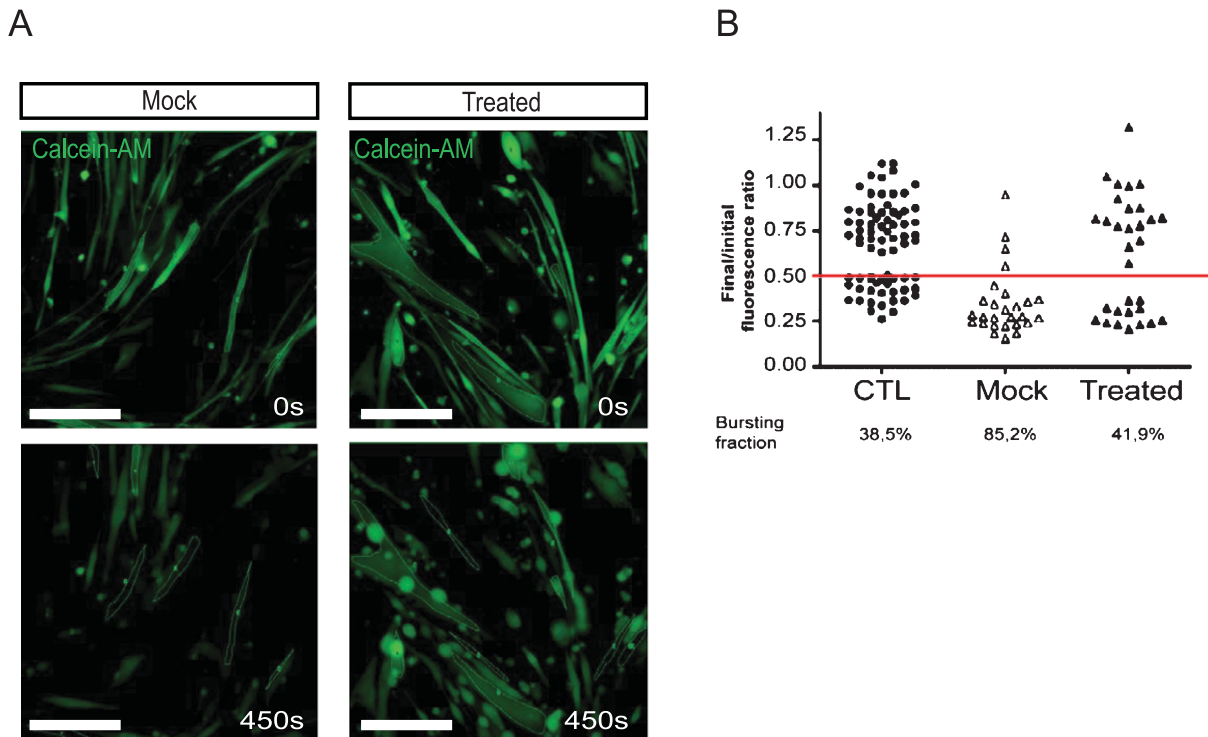 A
B
Mock
Treated
Calcein-AM
Calcein-AM
0s
0s
450s
450s
Final/initial
fluorescence ratio
1.25
1.00
0.75
0.50
0.25
0.00
CTL
Mock
Treated
Bursting
fraction
38,5%
85,2%
41,9%